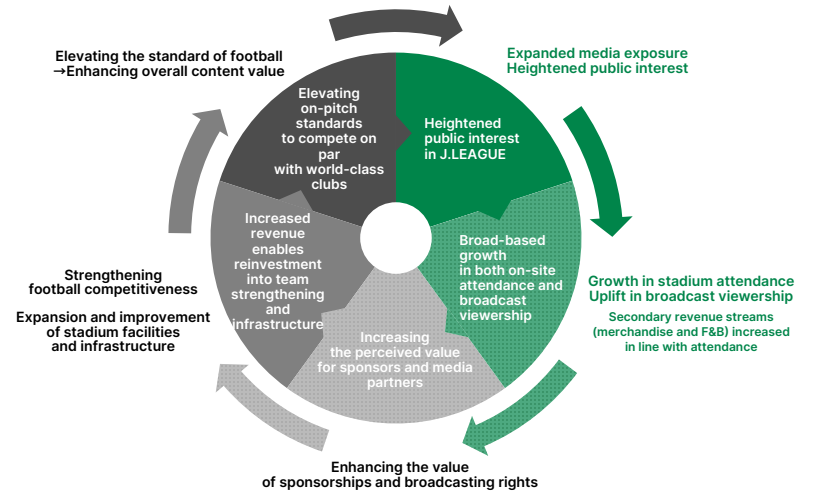 Elevating the standard of football
→Enhancing overall content value
Expanded media exposure
Heightened public interest
Elevating
on-pitch
standards
to compete on
par
with world-class
clubs
Heightened
public interest
in J.LEAGUE
Increased
revenue
enables
reinvestment
into team
strengthening
and
infrastructure
Broad-based
growth
in both on-site
attendance and
broadcast
viewership
Strengthening
football competitiveness
Expansion and improvement
of stadium facilities
and infrastructure
Growth in stadium attendance
Uplift in broadcast viewership
Secondary revenue streams
(merchandise and F&B) increased
in line with attendance
Increasing
the perceived value
for sponsors and media
partners
Enhancing the value
of sponsorships and broadcasting rights